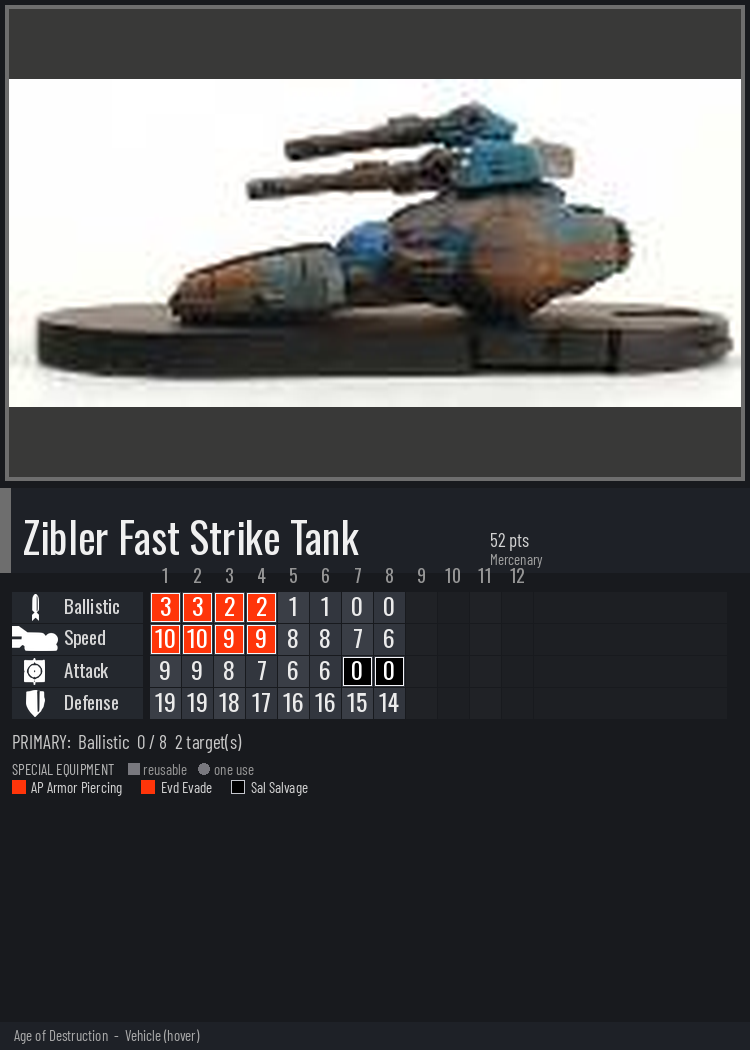 Zibler Fast Strike Tank
52 pts
Mercenary
1 2 3 4 5 6 7 8 9 10 11 12
Ballistic 3 3 2 2 1 1 0 0
Speed 10 10 9 9 8 8 7 6
Attack 9 9 8 7 6 6 0 0
Defense 19 19 18 17 16 16 15 14
PRIMARY: Ballistic 0 / 8 2 target(s)
SPECIAL EQUIPMENT reusable one use
AP Armor Piercing Evd Evade Sal Salvage
Age of Destruction - Vehicle (hover)